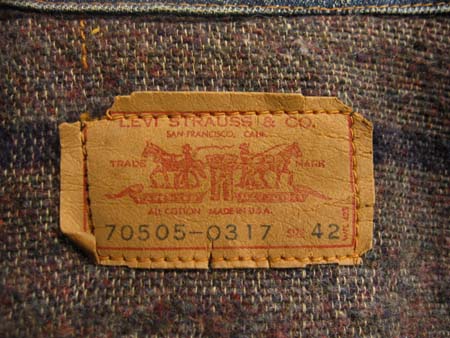 LEVI STRAUSS & CO.
SAN FRANCISCO, CALIF.
TRADE MARK
ALL COTTON MADE IN U.S.A.
70505-0317 SIZE 42